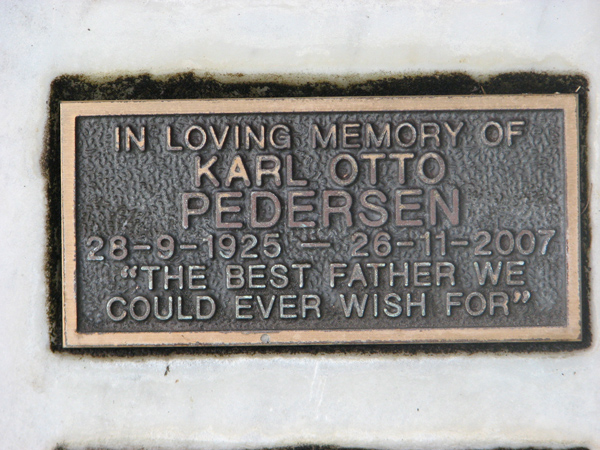 IN LOVING MEMORY OF
KARL OTTO
PEDERSEN
28-9-1925 — 26-11-2007
"THE BEST FATHER WE
COULD EVER WISH FOR"